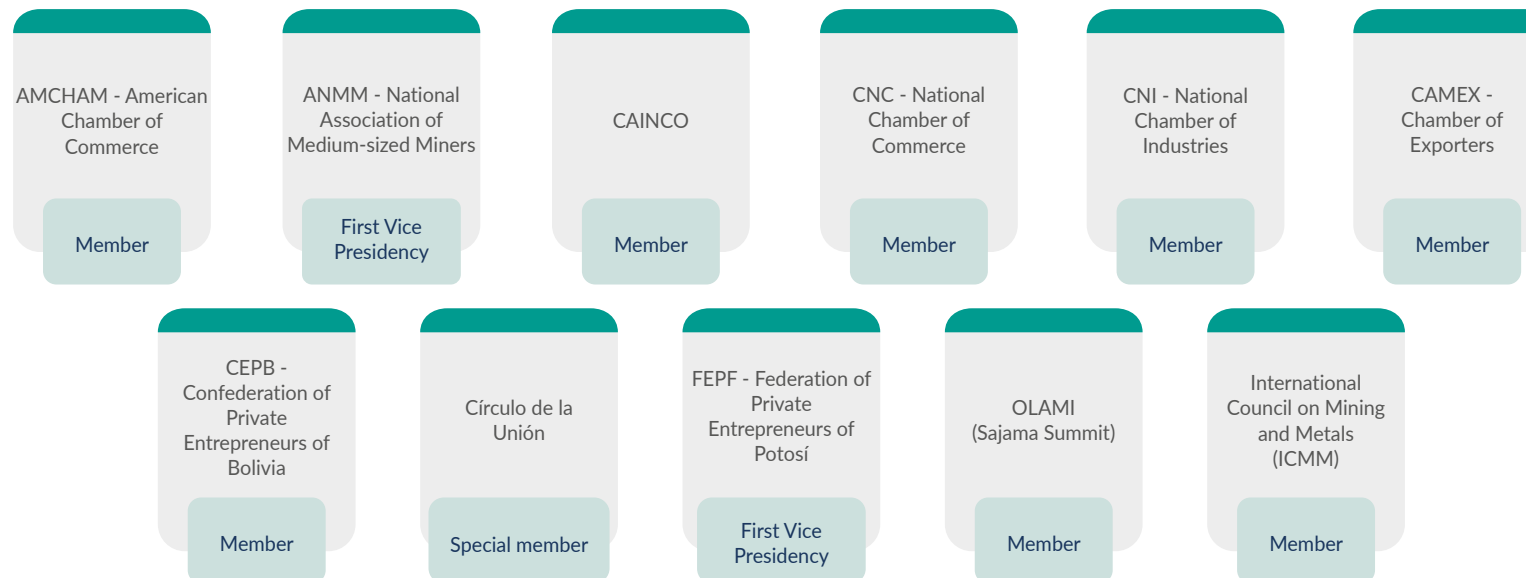 AMCHAM - American
Chamber of
Commerce
Member
ANMM - National
Association of
Medium-sized Miners
First Vice
Presidency
CAINCO
Member
CNC - National
Chamber of
Commerce
Member
CNI - National
Chamber of
Industries
Member
CAMEX -
Chamber of
Exporters
Member
CEPB -
Confederation of
Private
Entrepreneurs of
Bolivia
Member
Círculo de la
Unión
Special member
FEPF - Federation of
Private
Entrepreneurs of
Potosí
First Vice
Presidency
OLAMI
(Sajama Summit)
Member
International
Council on Mining
and Metals
(ICMM)
Member